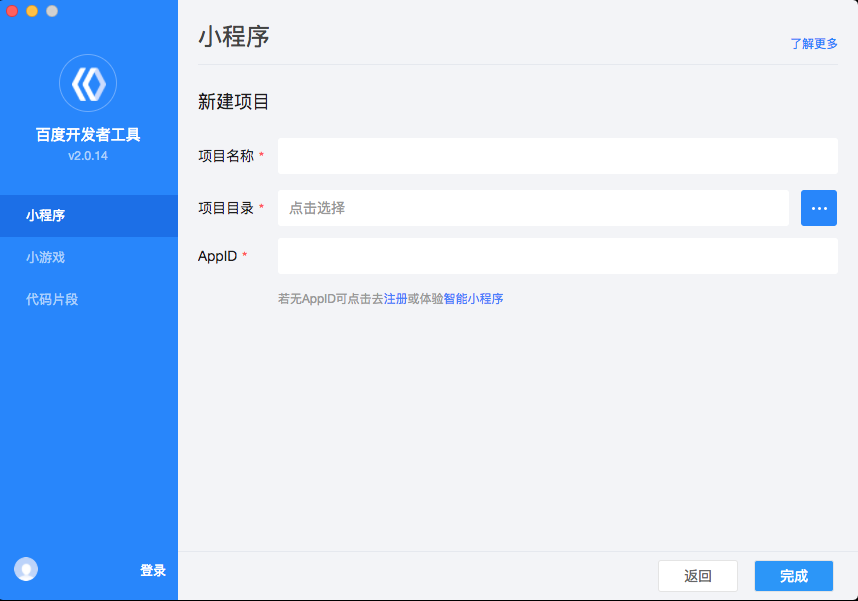 百度开发者工具
v2.0.14
小程序
小游戏
代码片段
登录
小程序
了解更多
新建项目
项目名称 *
项目目录 * 点击选择 ···
AppID *
若无AppID可点击去注册或体验智能小程序
返回 完成